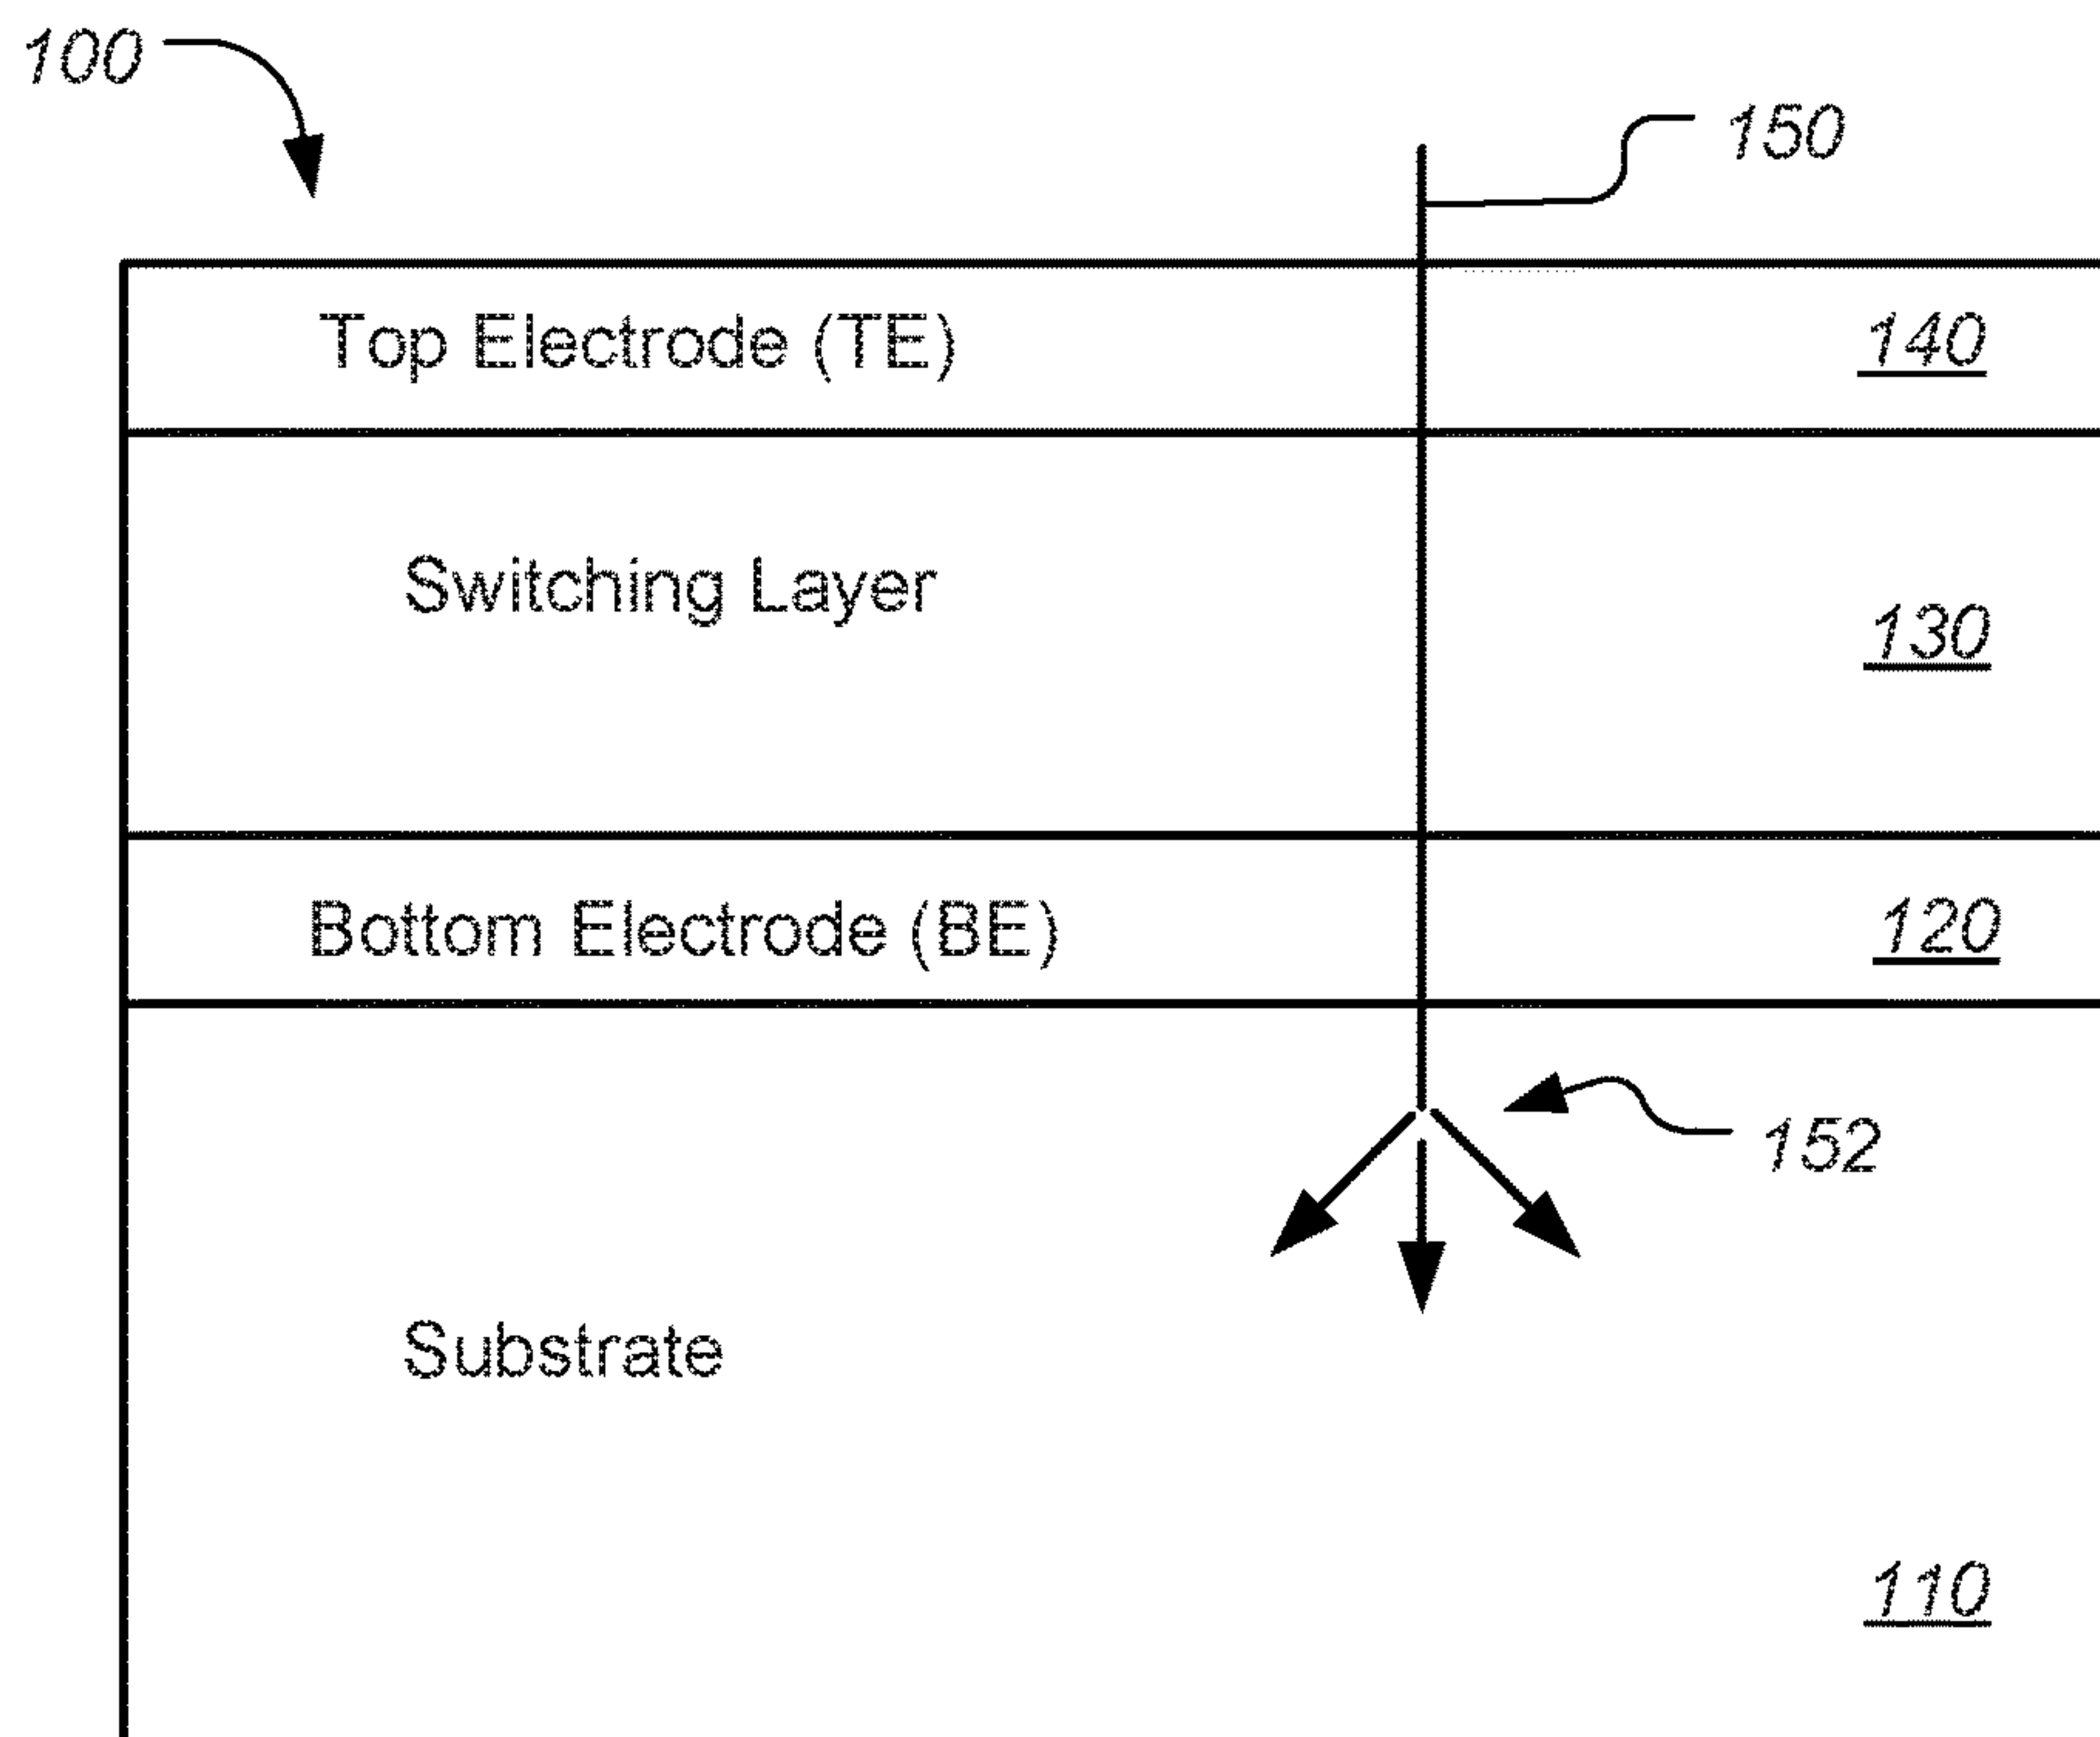 100
150
Top Electrode (TE)
140
Switching Layer
130
Bottom Electrode (BE)
120
152
Substrate
110